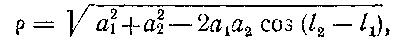 ρ = √a₁² + a₂² — 2a₁a₂ cos (l₂ — l₁),